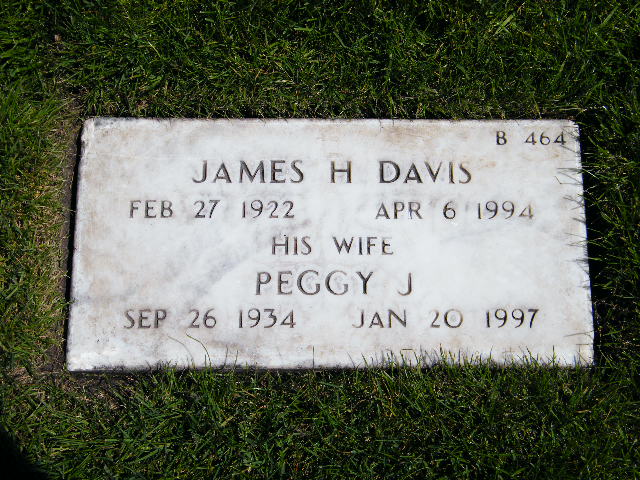 B 464
JAMES H DAVIS
FEB 27 1922 APR 6 1994
HIS WIFE
PEGGY J
SEP 26 1934 JAN 20 1997